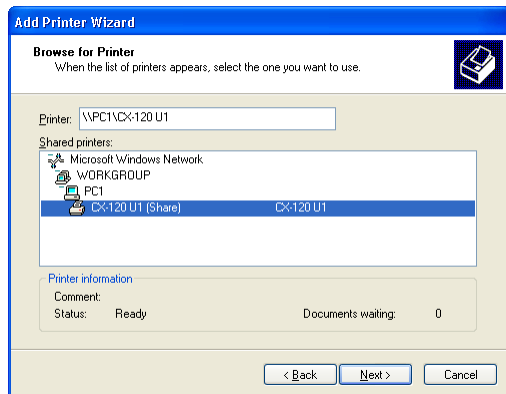 Add Printer Wizard
Browse for Printer
When the list of printers appears, select the one you want to use.
Printer: \\PC1\CX-120 U1
Shared printers:
Microsoft Windows Network
WORKGROUP
PC1
CX-120 U1 (Share) CX-120 U1
Printer information
Comment:
Status: Ready Documents waiting: 0
< Back Next > Cancel